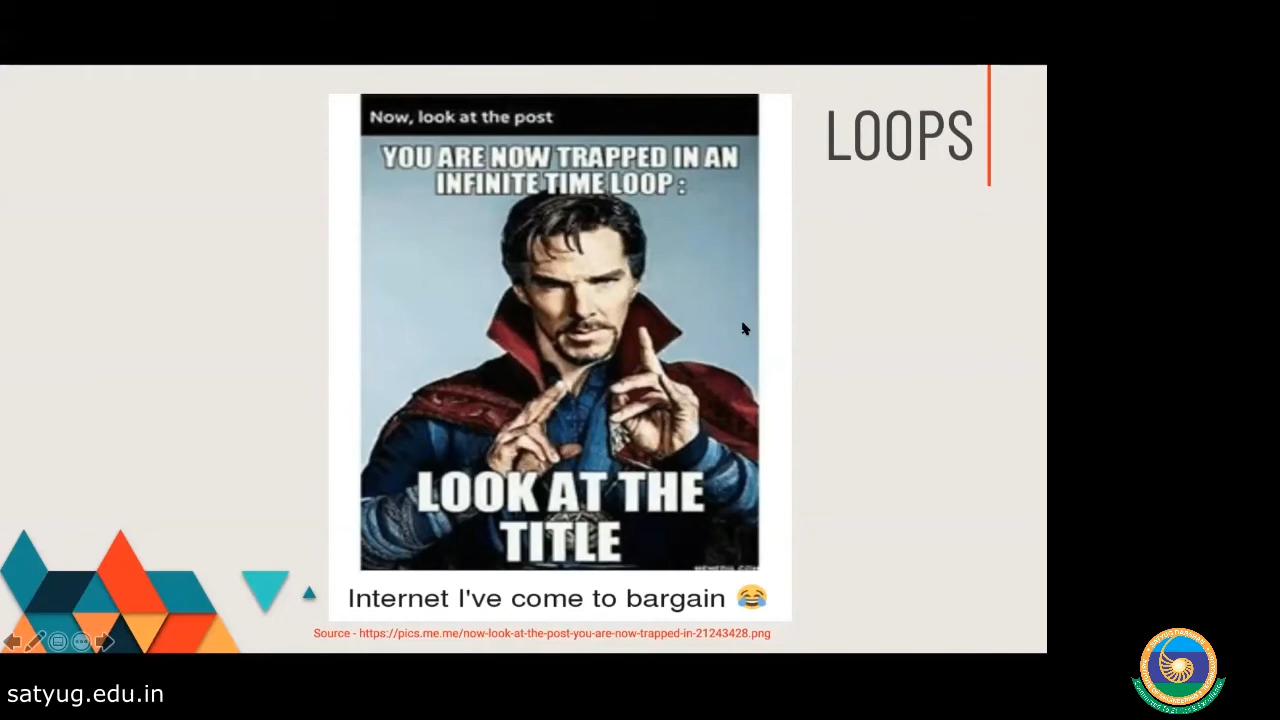 LOOPS
Now, look at the post
YOU ARE NOW TRAPPED IN AN
INFINITE TIME LOOP :
LOOK AT THE
TITLE
Internet I've come to bargain 😂
Source - https://pics.me.me/now-look-at-the-post-you-are-now-trapped-in-21243428.png
satyug.edu.in